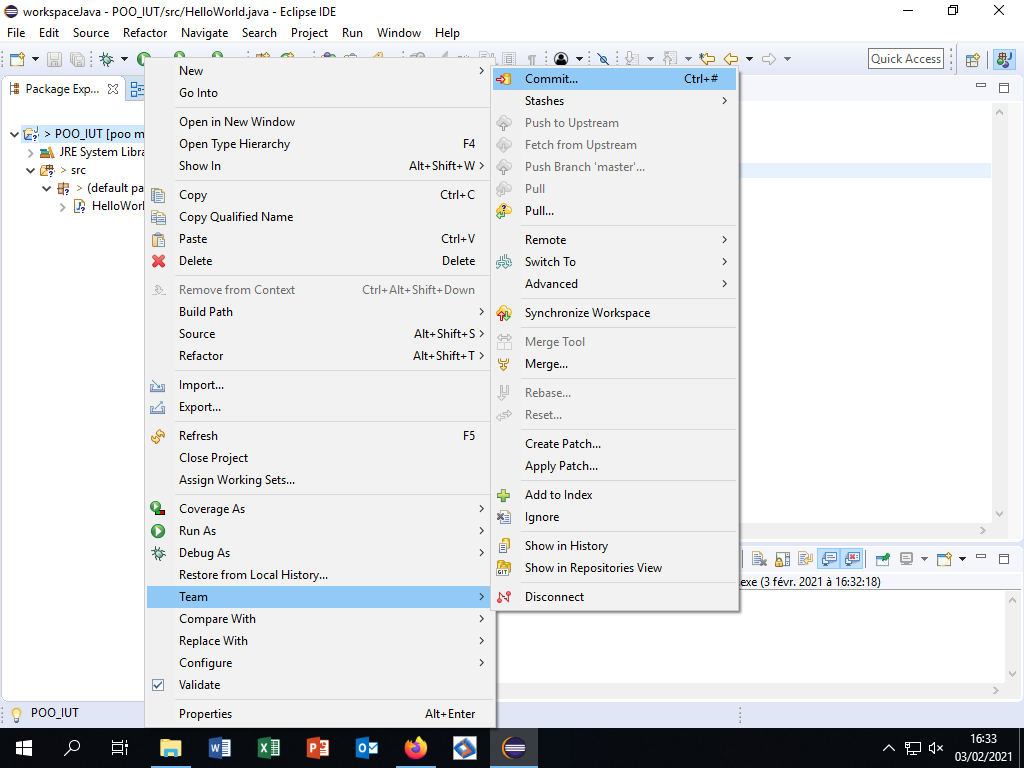 workspaceJava - POO_IUT/src/HelloWorld.java - Eclipse IDE
File Edit Source Refactor Navigate Search Project Run Window Help
Quick Access
Package Exp...
> POO_IUT [poo m
JRE System Libra
> src
> (default pa
HelloWorl
New
Go Into
Open in New Window
Open Type Hierarchy F4
Show In Alt+Shift+W
Copy Ctrl+C
Copy Qualified Name
Paste Ctrl+V
Delete Delete
Remove from Context Ctrl+Alt+Shift+Down
Build Path
Source Alt+Shift+S
Refactor Alt+Shift+T
Import...
Export...
Refresh F5
Close Project
Assign Working Sets...
Coverage As
Run As
Debug As
Restore from Local History...
Team
Compare With
Replace With
Configure
Validate
Properties Alt+Enter
Commit... Ctrl+#
Stashes
Push to Upstream
Fetch from Upstream
Push Branch 'master'...
Pull
Pull...
Remote
Switch To
Advanced
Synchronize Workspace
Merge Tool
Merge...
Rebase...
Reset...
Create Patch...
Apply Patch...
Add to Index
Ignore
Show in History
Show in Repositories View
Disconnect
.exe (3 févr. 2021 à 16:32:18)
POO_IUT
16:33
03/02/2021